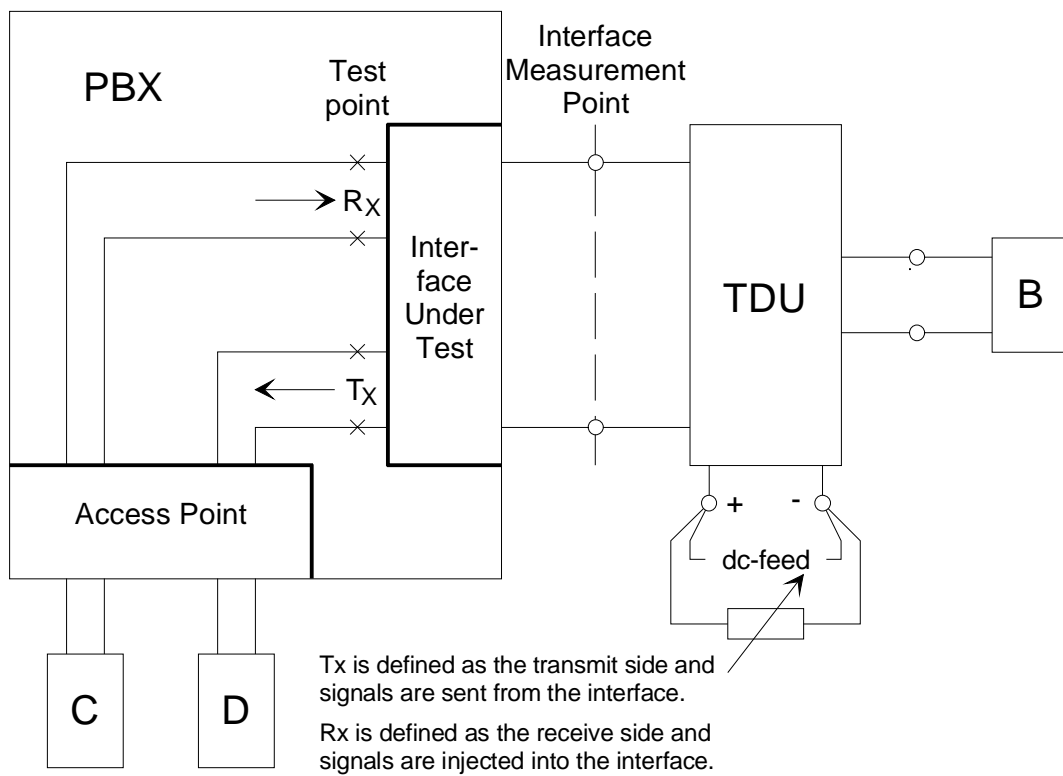 PBX
Test
point
Interface
Measurement
Point
RX
Inter-
face
Under
Test
TX
TDU
B
Access Point
+ -
dc-feed
C
D
Tx is defined as the transmit side and
signals are sent from the interface.
Rx is defined as the receive side and
signals are injected into the interface.